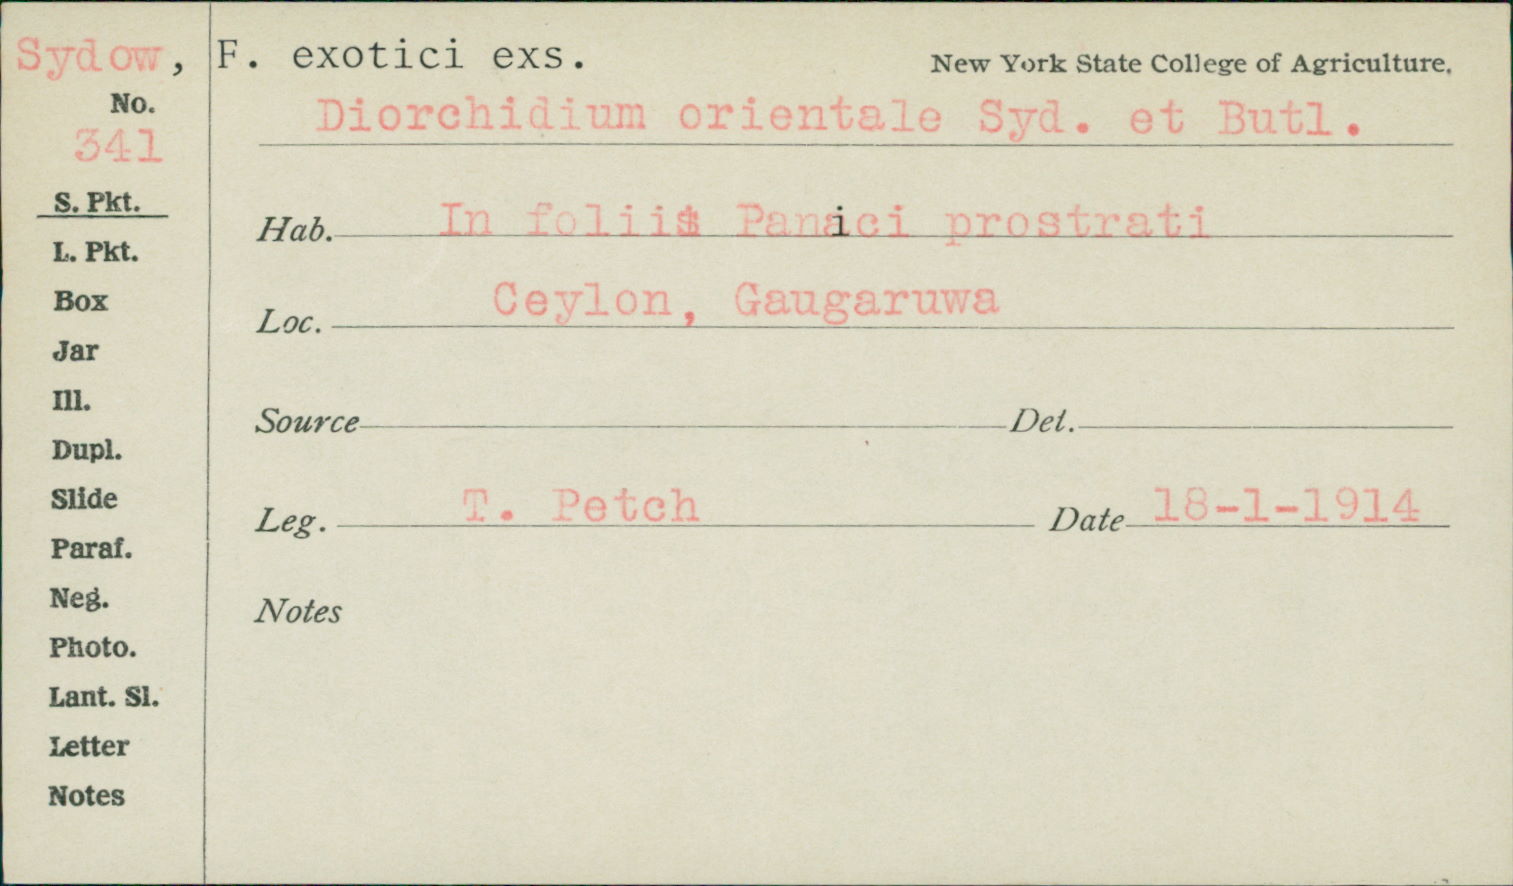 Sydow, F. exotici exs.
New York State College of Agriculture.
No.
341
Diorchidium orientale Syd. et Butl.
S. Pkt.
Hab. In foliis Panici prostrati
L. Pkt.
Box
Loc. Ceylon, Gaugaruwa
Jar
Ill.
Source Det.
Dupl.
Slide
Leg. T. Petch Date 18-1-1914
Paraf.
Neg.
Notes
Photo.
Lant. Sl.
Letter
Notes